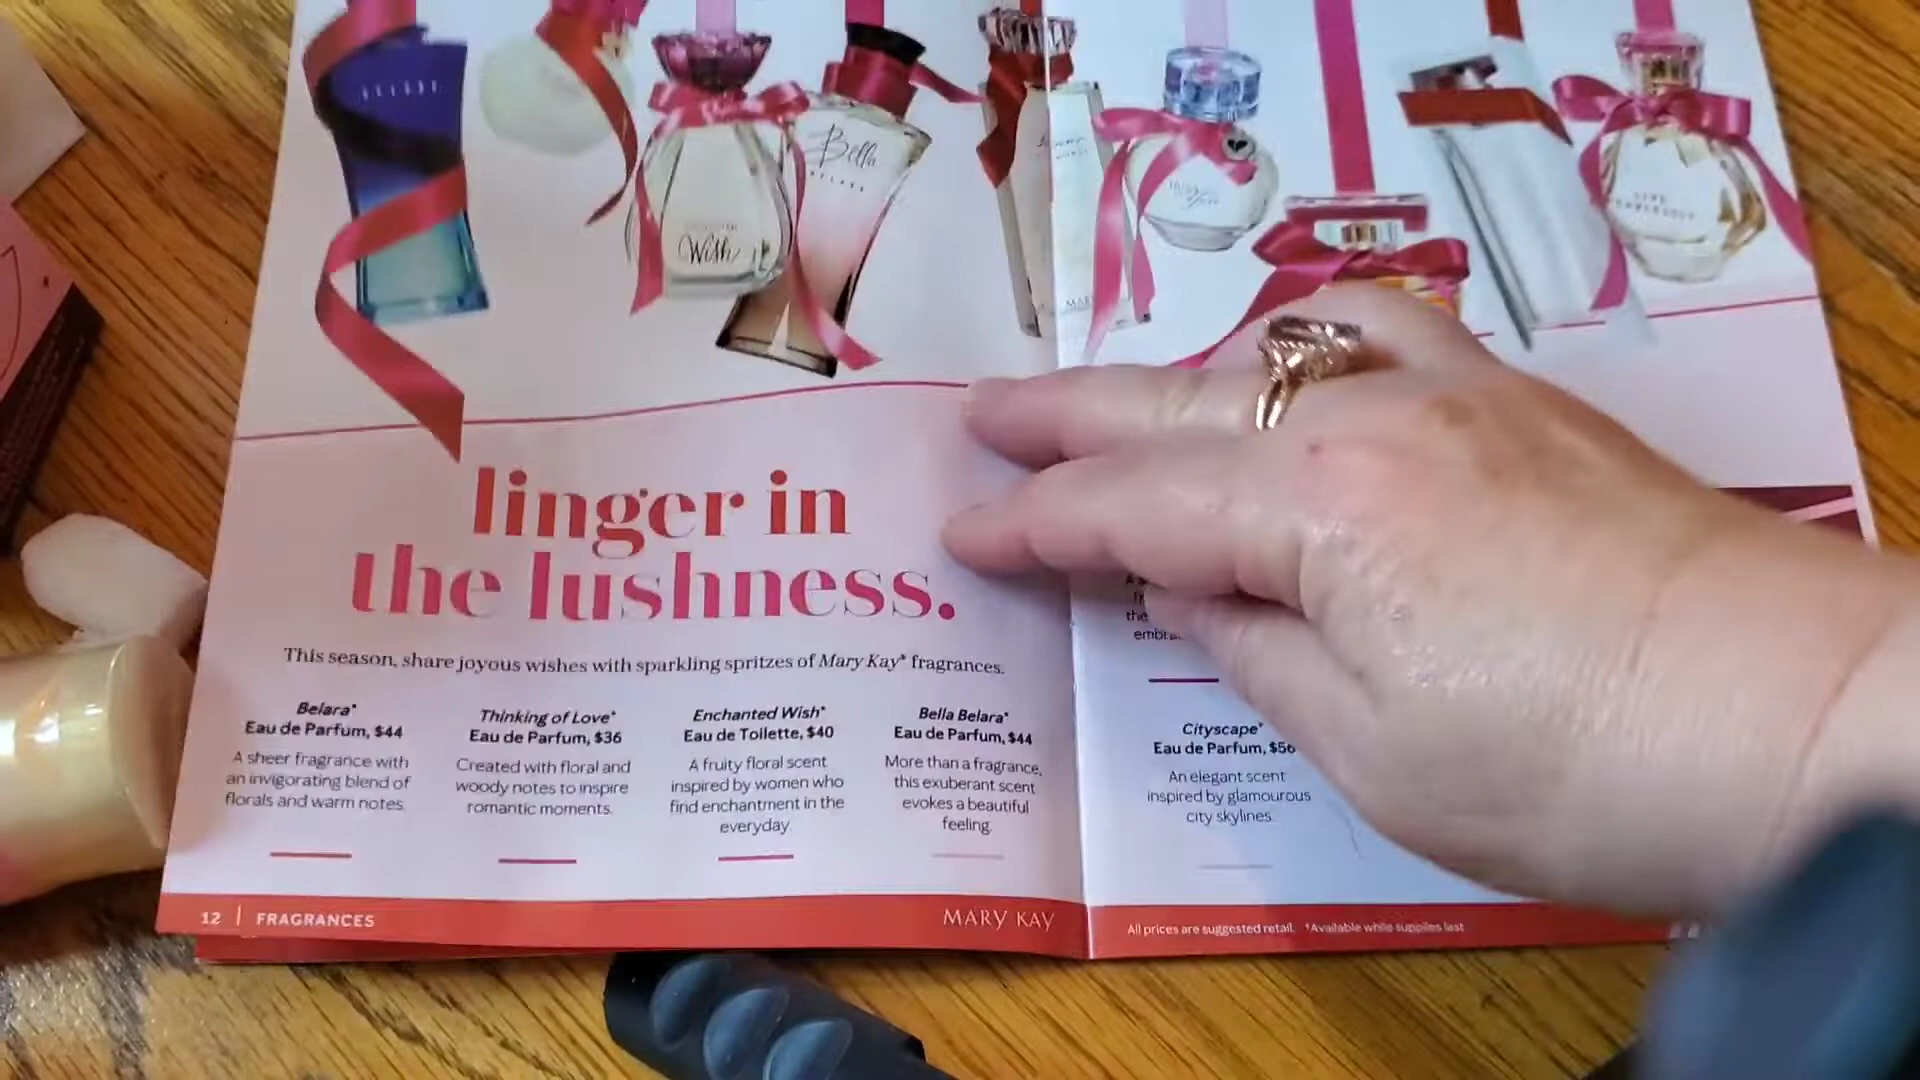 Wish
Bella
linger in
the lushness.
This season, share joyous wishes with sparkling spritzes of Mary Kay® fragrances.
Belara®
Eau de Parfum, $44
A sheer fragrance with
an invigorating blend of
florals and warm notes.
Thinking of Love®
Eau de Parfum, $36
Created with floral and
woody notes to inspire
romantic moments.
Enchanted Wish®
Eau de Toilette, $40
A fruity floral scent
inspired by women who
find enchantment in the
everyday.
Bella Belara®
Eau de Parfum, $44
More than a fragrance,
this exuberant scent
evokes a beautiful
feeling.
the
Cityscape®
Eau de Parfum, $56
An elegant scent
inspired by glamourous
city skylines.
12 | FRAGRANCES
MARY KAY
All prices are suggested retail. †Available while supplies last